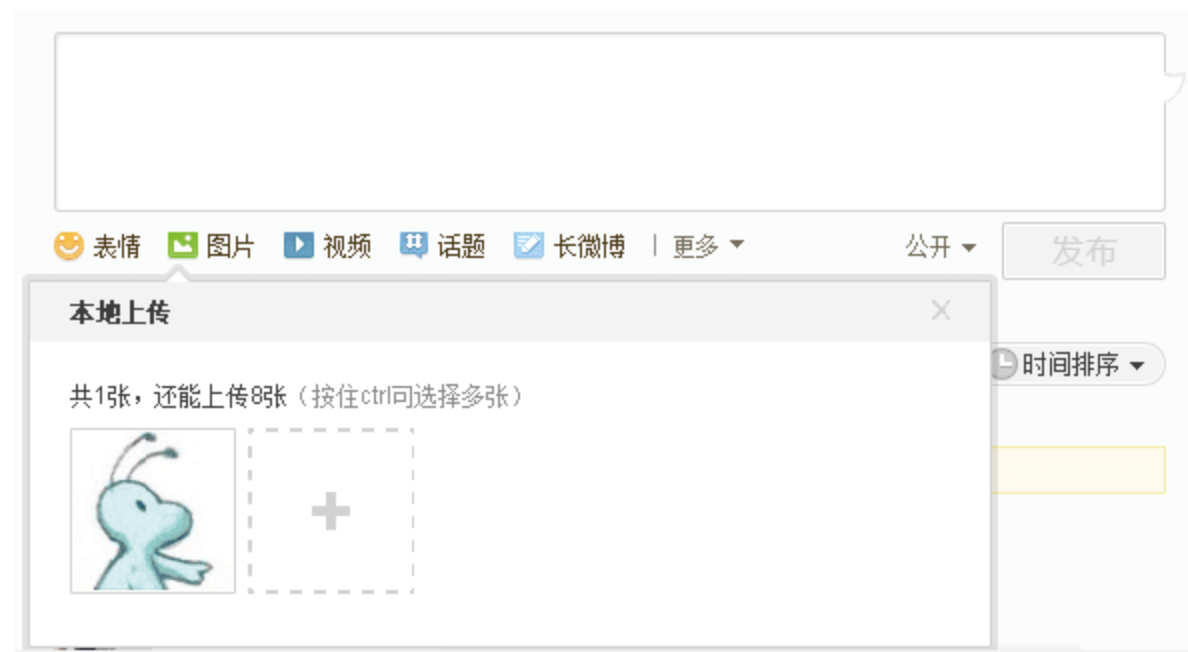 表情 图片 视频 话题 长微博 | 更多 公开 发布
本地上传
时间排序
共1张，还能上传8张（按住ctrl可选择多张）